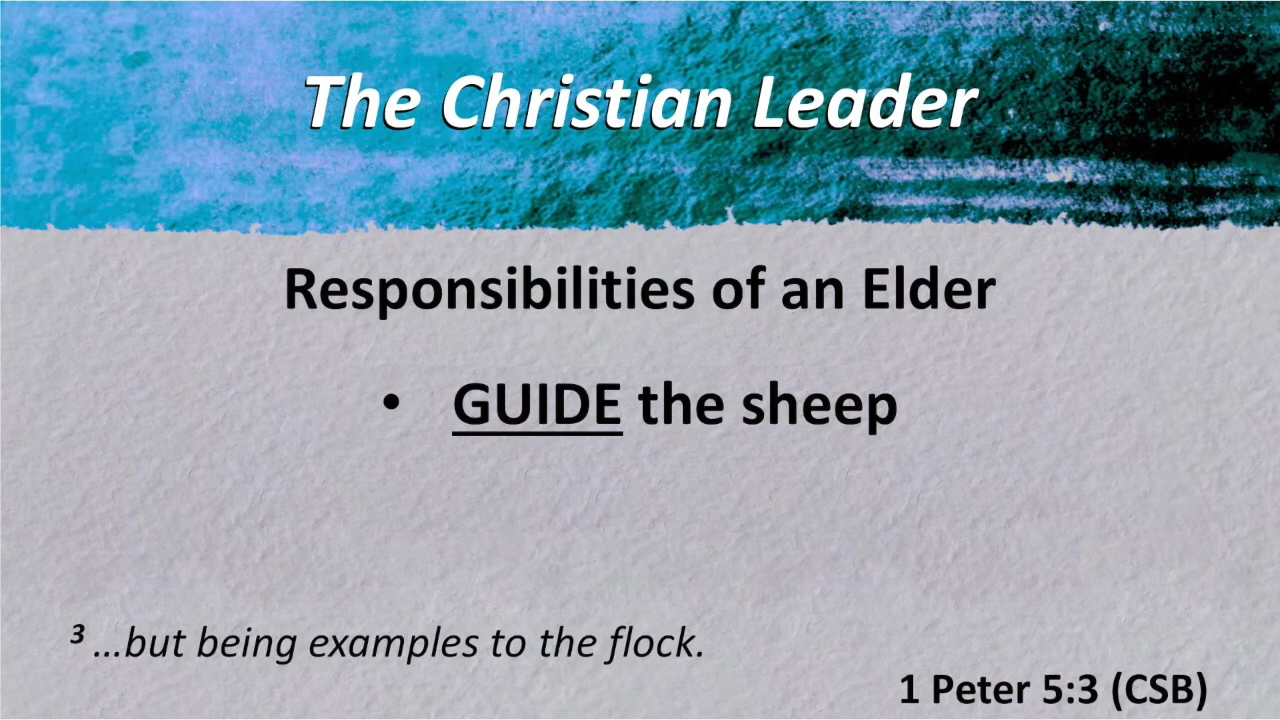 The Christian Leader
Responsibilities of an Elder
• GUIDE the sheep
3 ...but being examples to the flock.
1 Peter 5:3 (CSB)